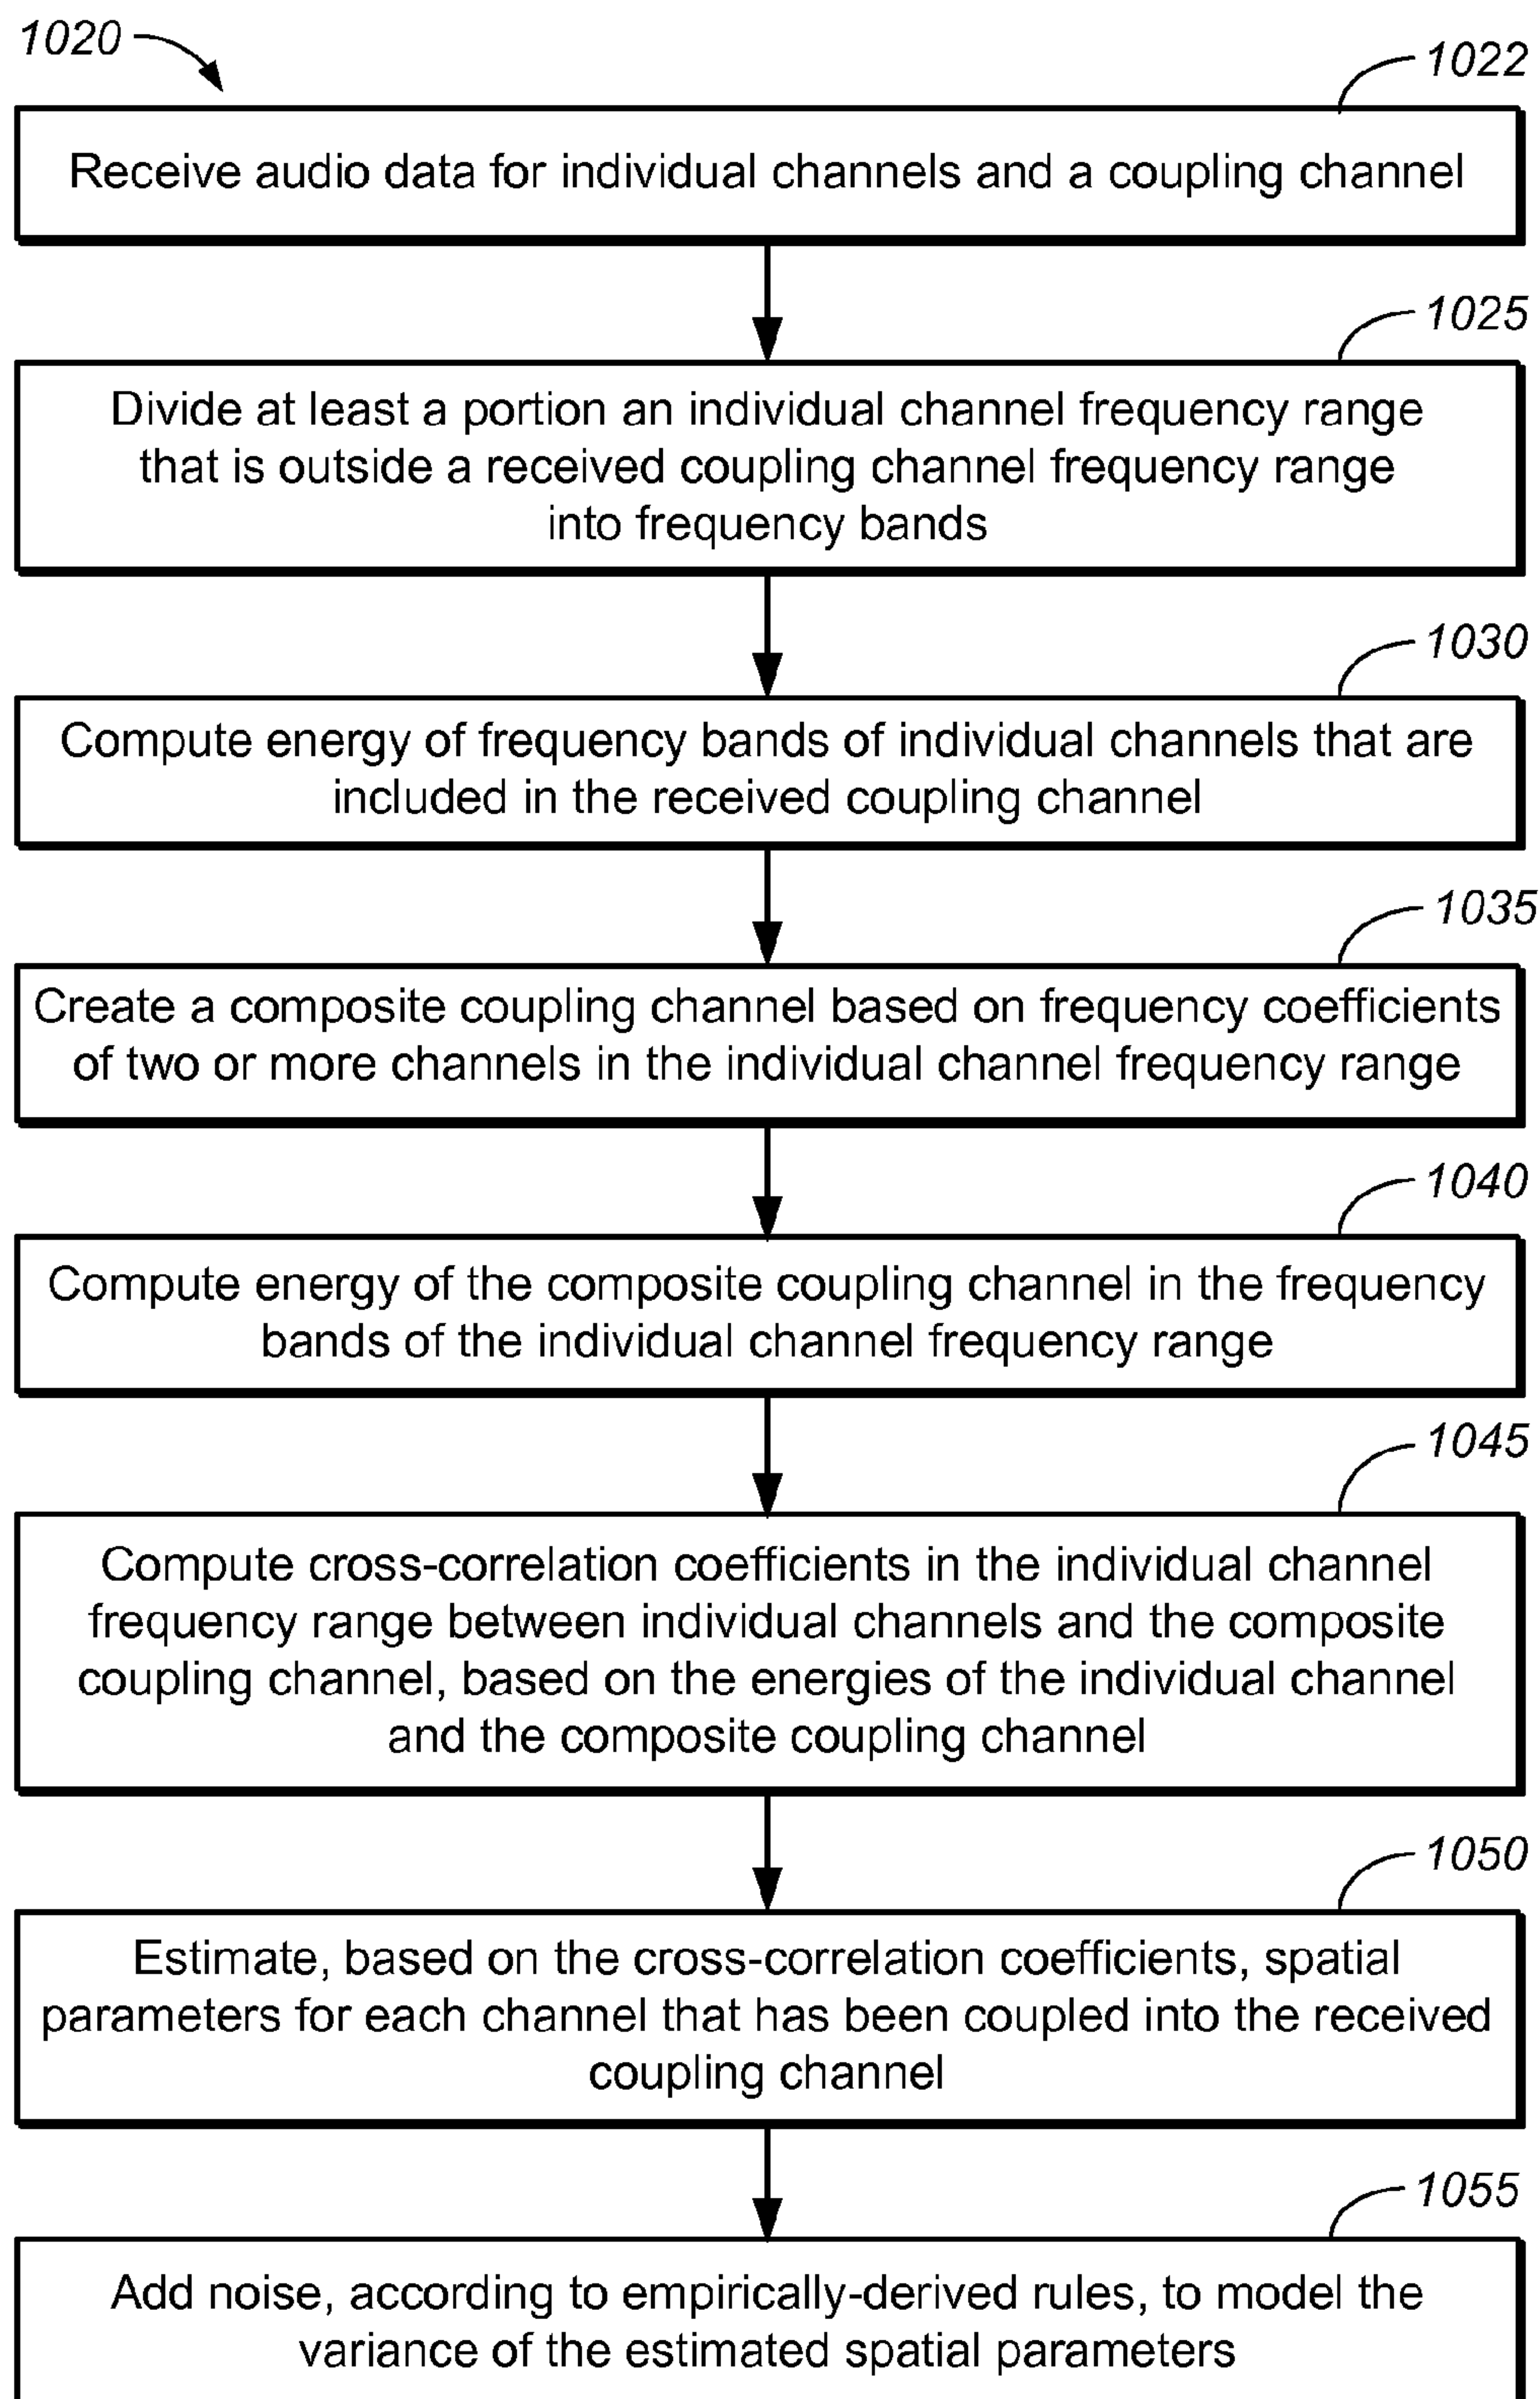 1020
1022
Receive audio data for individual channels and a coupling channel
1025
Divide at least a portion an individual channel frequency range
that is outside a received coupling channel frequency range
into frequency bands
1030
Compute energy of frequency bands of individual channels that are
included in the received coupling channel
1035
Create a composite coupling channel based on frequency coefficients
of two or more channels in the individual channel frequency range
1040
Compute energy of the composite coupling channel in the frequency
bands of the individual channel frequency range
1045
Compute cross-correlation coefficients in the individual channel
frequency range between individual channels and the composite
coupling channel, based on the energies of the individual channel
and the composite coupling channel
1050
Estimate, based on the cross-correlation coefficients, spatial
parameters for each channel that has been coupled into the received
coupling channel
1055
Add noise, according to empirically-derived rules, to model the
variance of the estimated spatial parameters